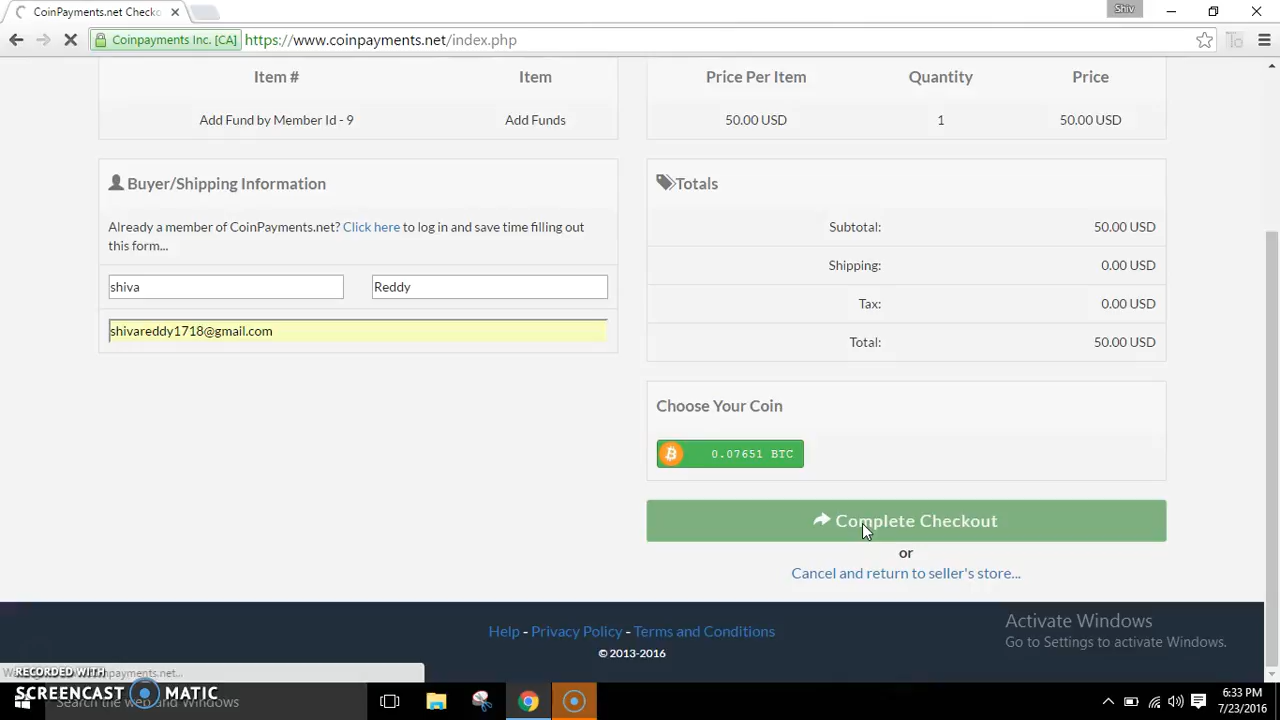 CoinPayments.net Checko
Shiv
Coinpayments Inc. [CA] https://www.coinpayments.net/index.php
Item # Item
Add Fund by Member Id - 9 Add Funds
Price Per Item Quantity Price
50.00 USD 1 50.00 USD
Buyer/Shipping Information
Already a member of CoinPayments.net? Click here to log in and save time filling out
this form...
shiva Reddy
shivareddy1718@gmail.com
Totals
Subtotal: 50.00 USD
Shipping: 0.00 USD
Tax: 0.00 USD
Total: 50.00 USD
Choose Your Coin
0.07651 BTC
Complete Checkout
or
Cancel and return to seller's store...
Help - Privacy Policy - Terms and Conditions
© 2013-2016
Activate Windows
Go to Settings to activate Windows.
RECORDED WITH
SCREENCAST MATIC
Search the web and Windows
6:33 PM
7/23/2016